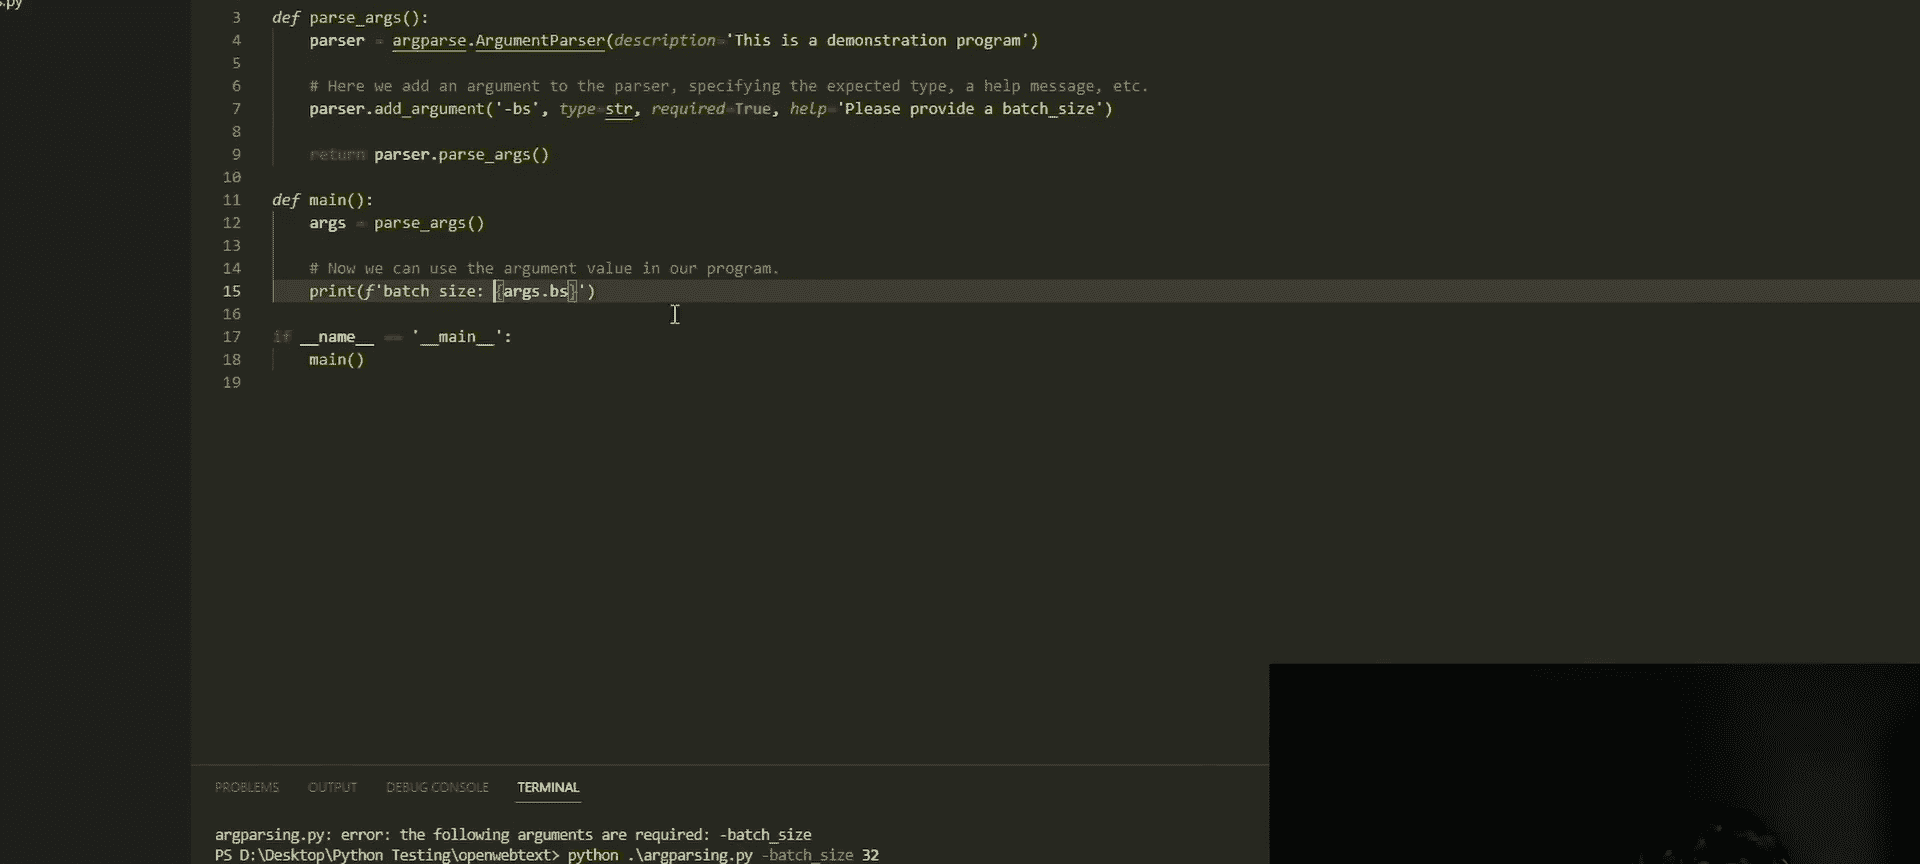 s.py
3 def parse_args():
4 parser = argparse.ArgumentParser(description='This is a demonstration program')
5
6 # Here we add an argument to the parser, specifying the expected type, a help message, etc.
7 parser.add_argument('-bs', type=str, required=True, help='Please provide a batch_size')
8
9 return parser.parse_args()
10
11 def main():
12 args = parse_args()
13
14 # Now we can use the argument value in our program.
15 print(f'batch size: {args.bs}')
16
17 if __name__ == '__main__':
18 main()
19
PROBLEMS OUTPUT DEBUG CONSOLE TERMINAL
argparsing.py: error: the following arguments are required: -batch_size
PS D:\Desktop\Python Testing\openwebtext> python .\argparsing.py -batch_size 32